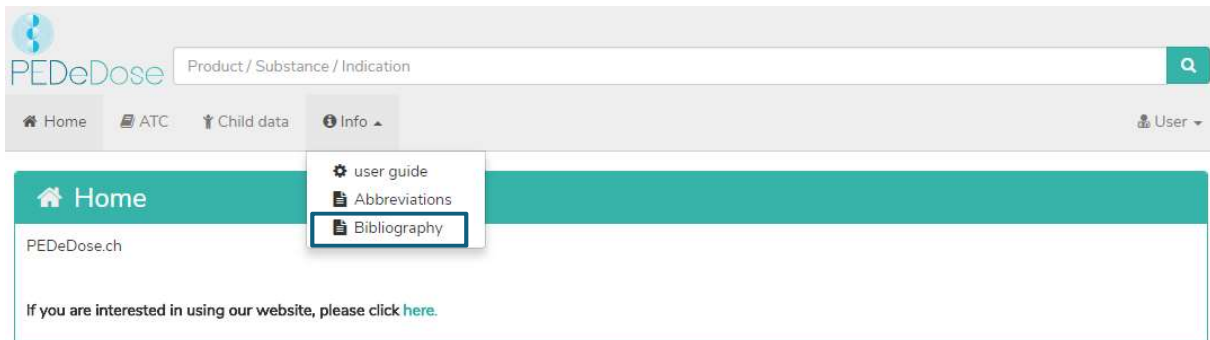 PEDeDose
Product / Substance / Indication
Home ATC Child data Info User
user guide
Abbreviations
Bibliography
Home
PEDeDose.ch
If you are interested in using our website, please click here.